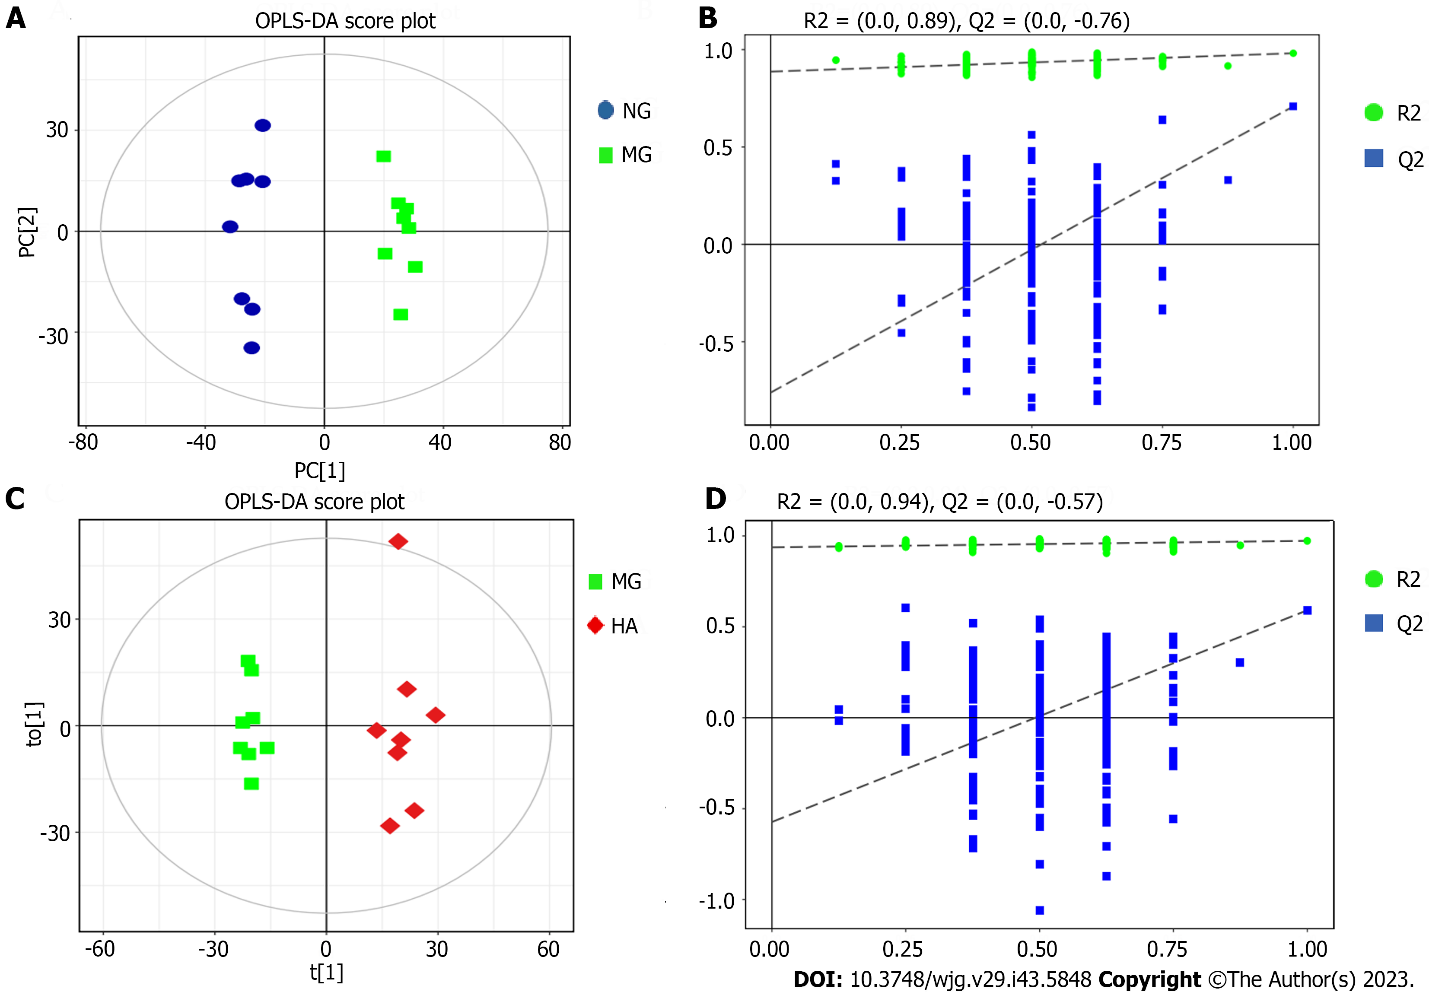 A
OPLS-DA score plot
NG
MG
30
0
-30
PC[2]
-80 -40 0 40 80
PC[1]
B
R2 = (0.0, 0.89), Q2 = (0.0, -0.76)
1.0
0.5
0.0
-0.5
0.00 0.25 0.50 0.75 1.00
R2
Q2
C
OPLS-DA score plot
MG
HA
30
0
-30
to[1]
-60 -30 0 30 60
t[1]
D
R2 = (0.0, 0.94), Q2 = (0.0, -0.57)
1.0
0.5
0.0
-0.5
-1.0
0.00 0.25 0.50 0.75 1.00
R2
Q2
DOI: 10.3748/wjg.v29.i43.5848 Copyright ©The Author(s) 2023.